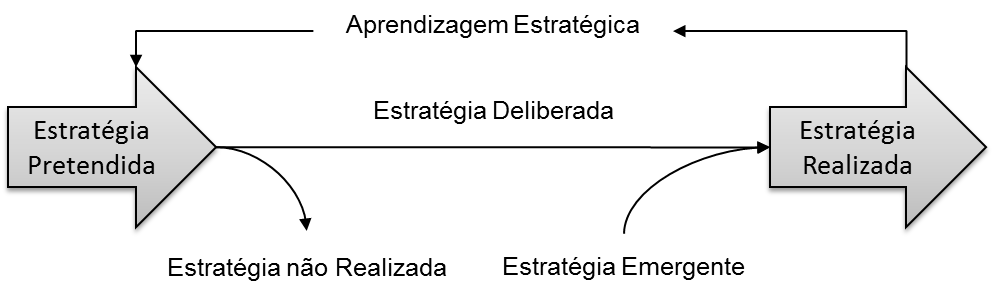 Aprendizagem Estratégica
Estratégia Deliberada
Estratégia
Pretendida
Estratégia
Realizada
Estratégia não Realizada
Estratégia Emergente